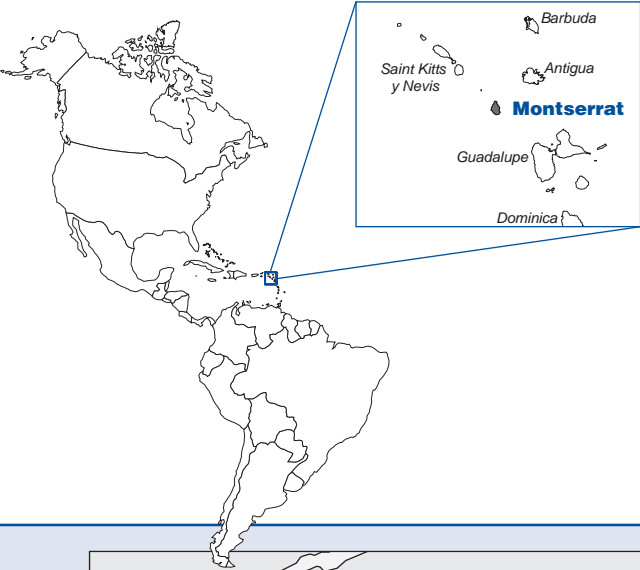 Barbuda
Saint Kitts
y Nevis
Antigua
Montserrat
Guadalupe
Dominica